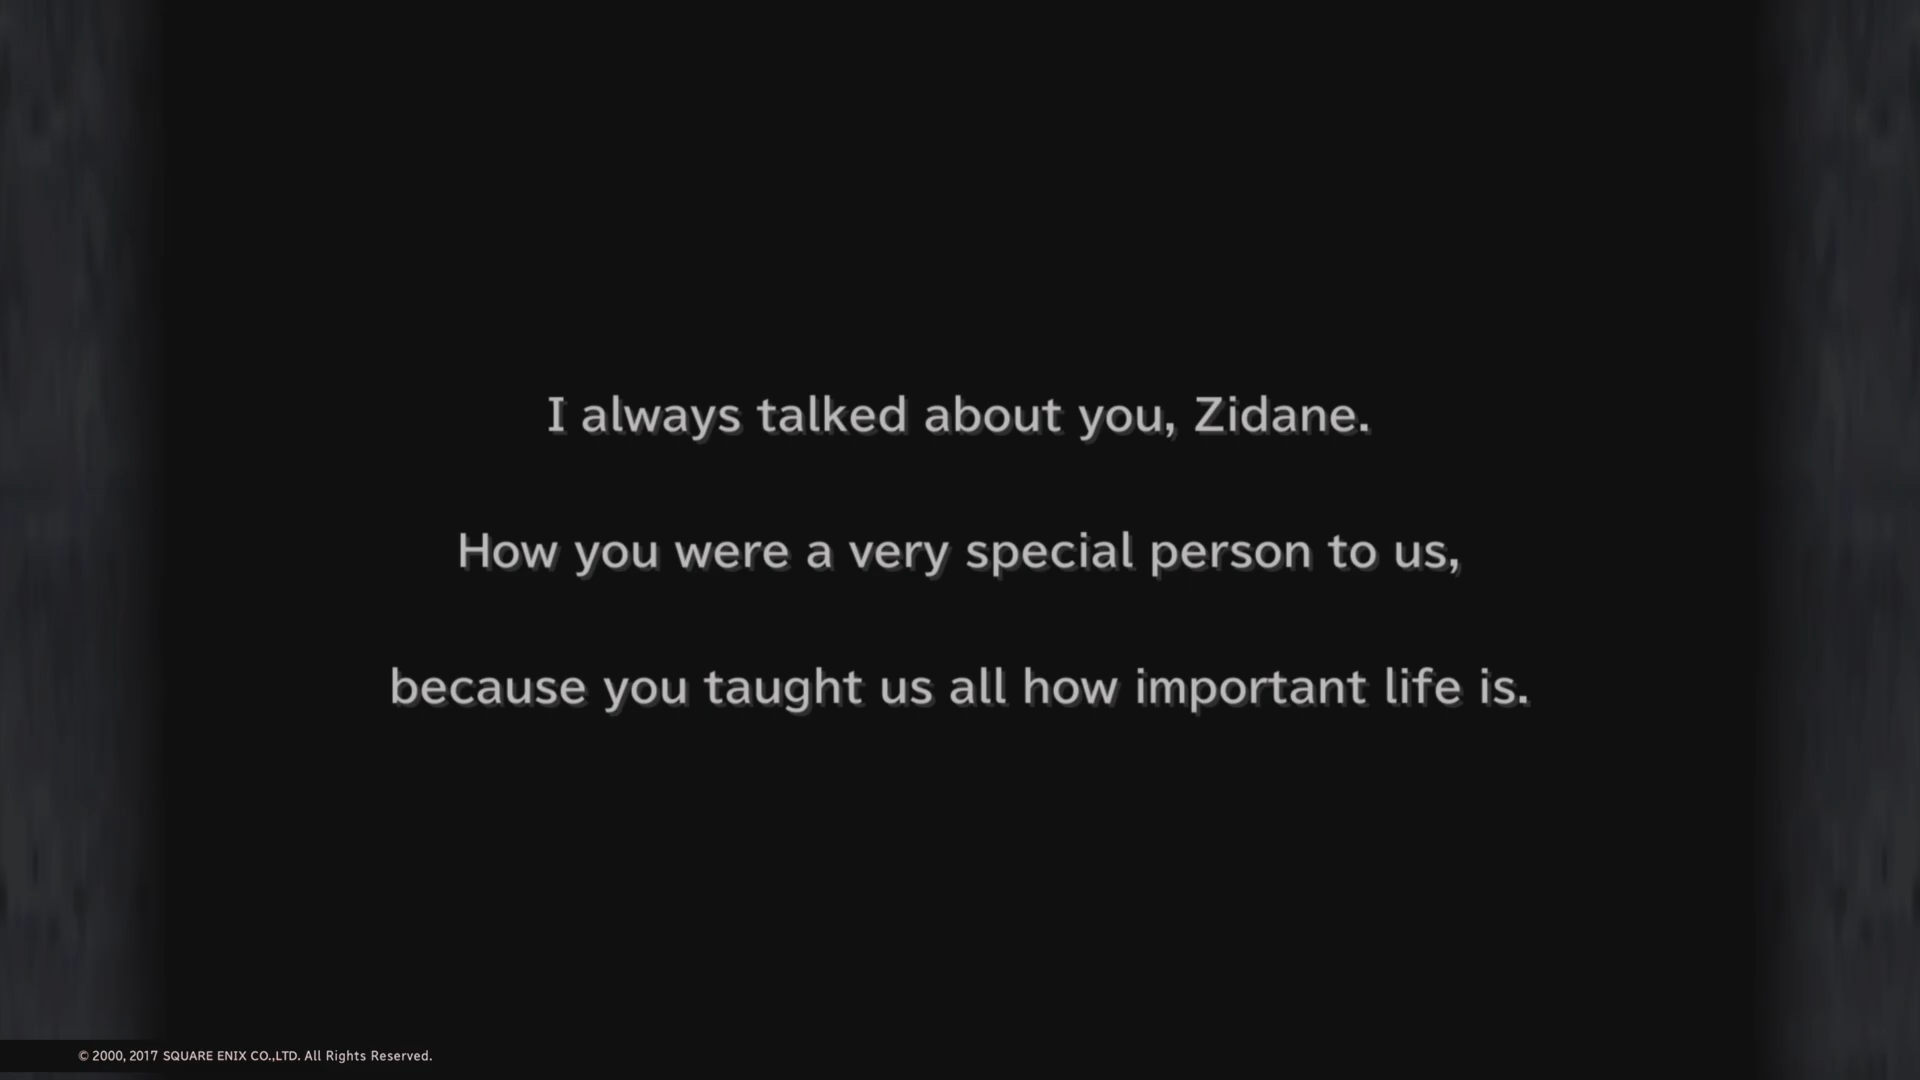 I always talked about you, Zidane.
How you were a very special person to us,
because you taught us all how important life is.
© 2000, 2017 SQUARE ENIX CO.,LTD. All Rights Reserved.